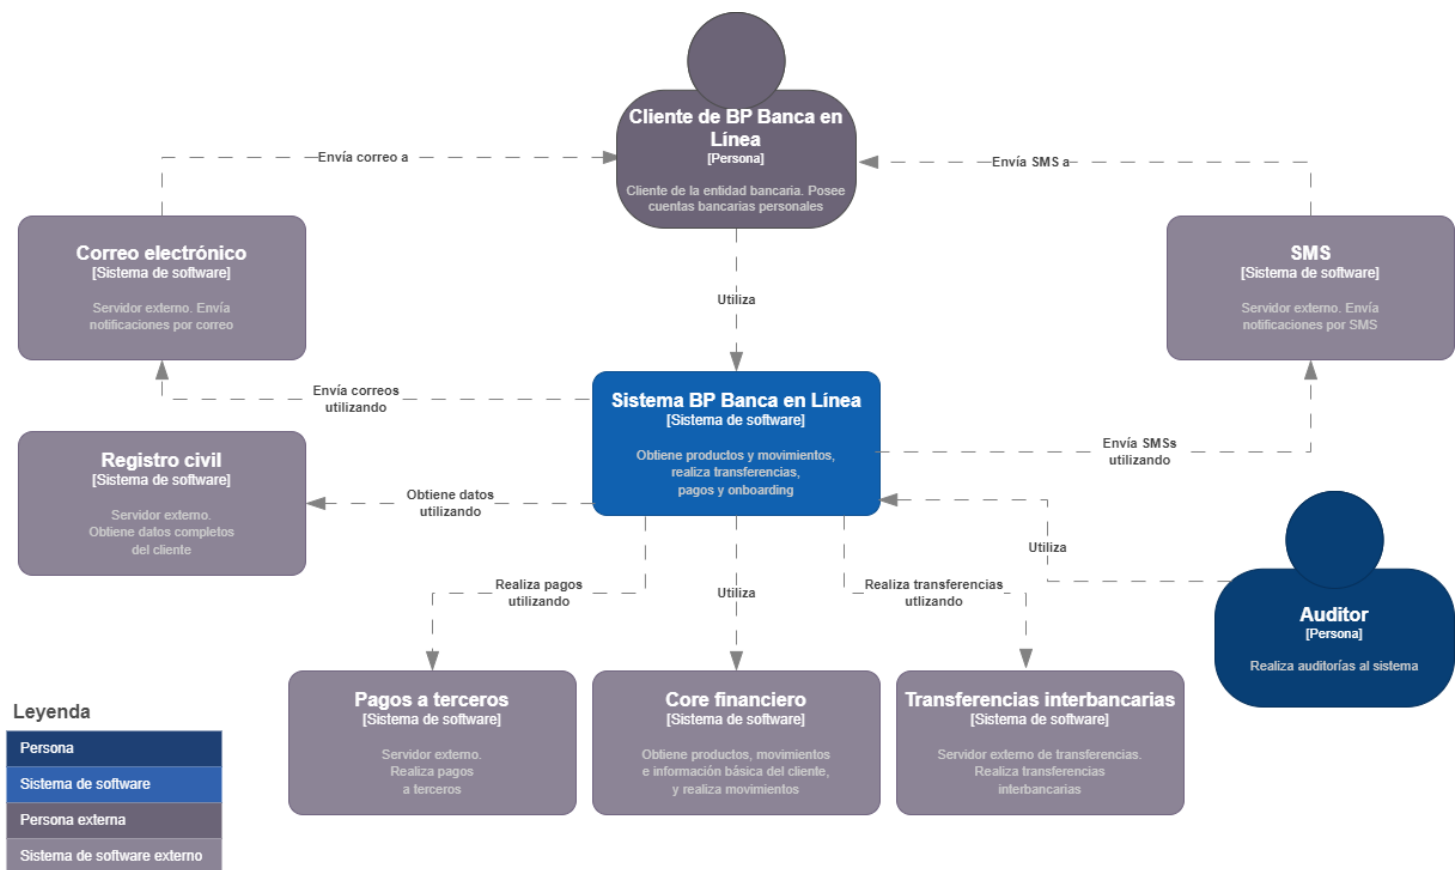 Cliente de BP Banca en
Línea
[Persona]
Cliente de la entidad bancaria. Posee
cuentas bancarias personales
Envía correo a
Envía SMS a
Correo electrónico
[Sistema de software]
Servidor externo. Envía
notificaciones por correo
SMS
[Sistema de software]
Servidor externo. Envía
notificaciones por SMS
Utiliza
Envía correos
utilizando
Sistema BP Banca en Línea
[Sistema de software]
Obtiene productos y movimientos,
realiza transferencias,
pagos y onboarding
Envía SMSs
utilizando
Registro civil
[Sistema de software]
Servidor externo.
Obtiene datos completos
del cliente
Obtiene datos
utilizando
Utiliza
Auditor
[Persona]
Realiza auditorías al sistema
Realiza pagos
utilizando
Utiliza
Realiza transferencias
utlizando
Pagos a terceros
[Sistema de software]
Servidor externo.
Realiza pagos
a terceros
Core financiero
[Sistema de software]
Obtiene productos, movimientos
e información básica del cliente,
y realiza movimientos
Transferencias interbancarias
[Sistema de software]
Servidor externo de transferencias.
Realiza transferencias
interbancarias
Leyenda
Persona
Sistema de software
Persona externa
Sistema de software externo